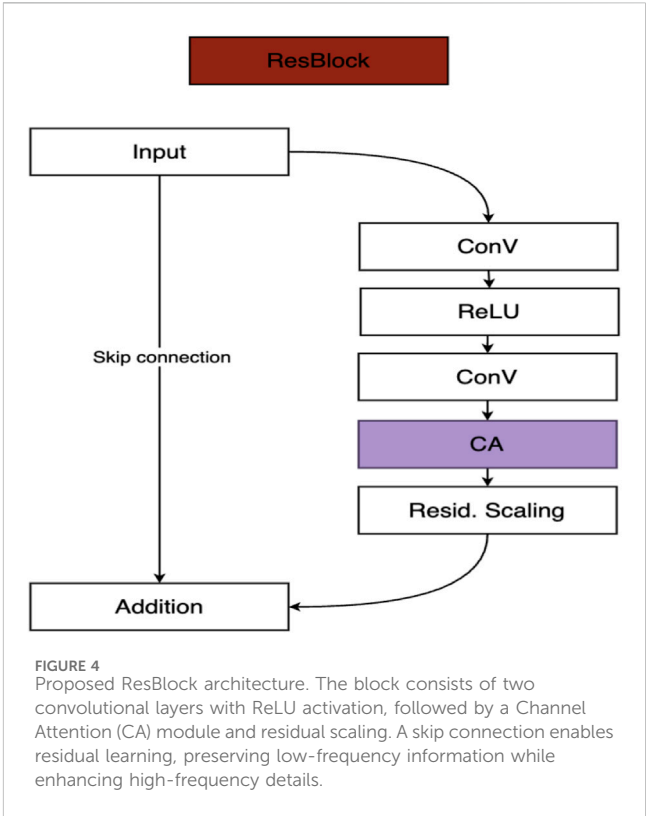 ResBlock
Input
ConV
ReLU
Skip connection
ConV
CA
Resid. Scaling
Addition
FIGURE 4
Proposed ResBlock architecture. The block consists of two
convolutional layers with ReLU activation, followed by a Channel
Attention (CA) module and residual scaling. A skip connection enables
residual learning, preserving low-frequency information while
enhancing high-frequency details.